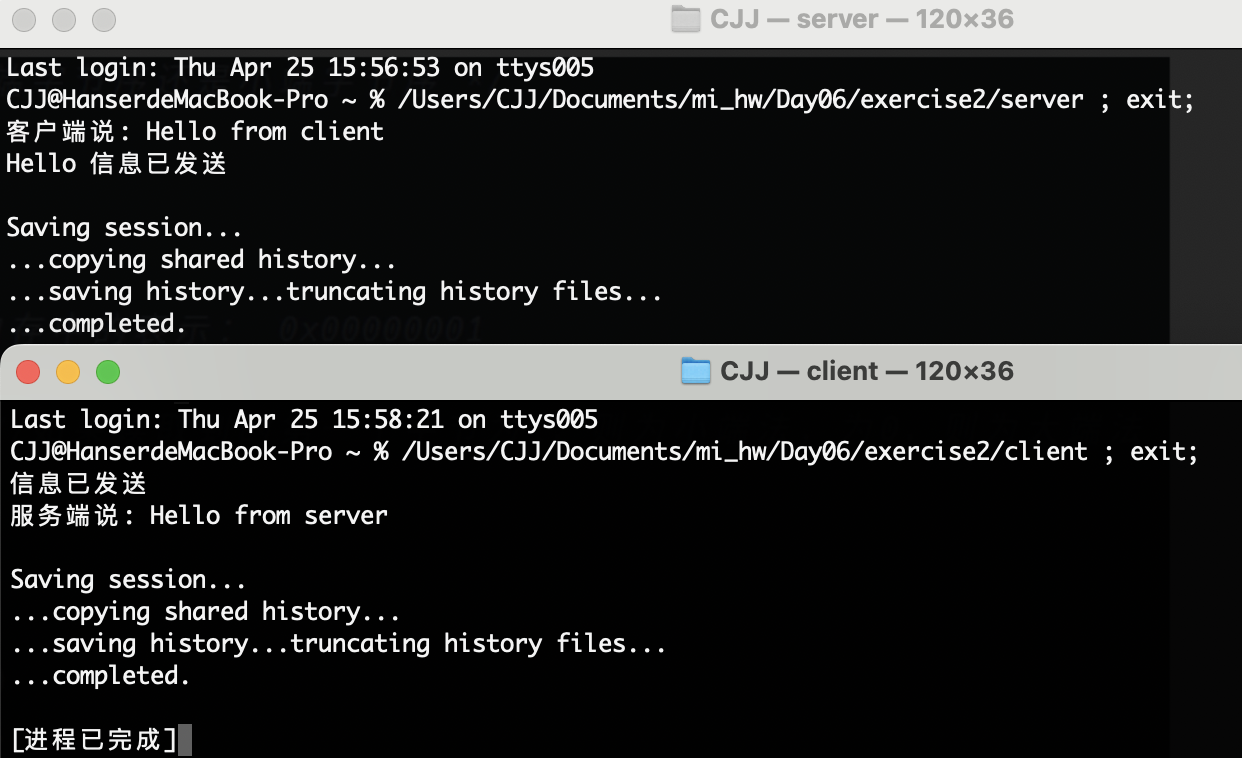 CJJ — server — 120×36
Last login: Thu Apr 25 15:56:53 on ttys005
CJJ@HanserdeMacBook-Pro ~ % /Users/CJJ/Documents/mi_hw/Day06/exercise2/server ; exit;
客户端说: Hello from client
Hello 信息已发送
Saving session...
...copying shared history...
...saving history...truncating history files...
...completed.
示： 0x00000001
CJJ — client — 120×36
Last login: Thu Apr 25 15:58:21 on ttys005
CJJ@HanserdeMacBook-Pro ~ % /Users/CJJ/Documents/mi_hw/Day06/exercise2/client ; exit;
信息已发送
服务端说: Hello from server
Saving session...
...copying shared history...
...saving history...truncating history files...
...completed.
[进程已完成]